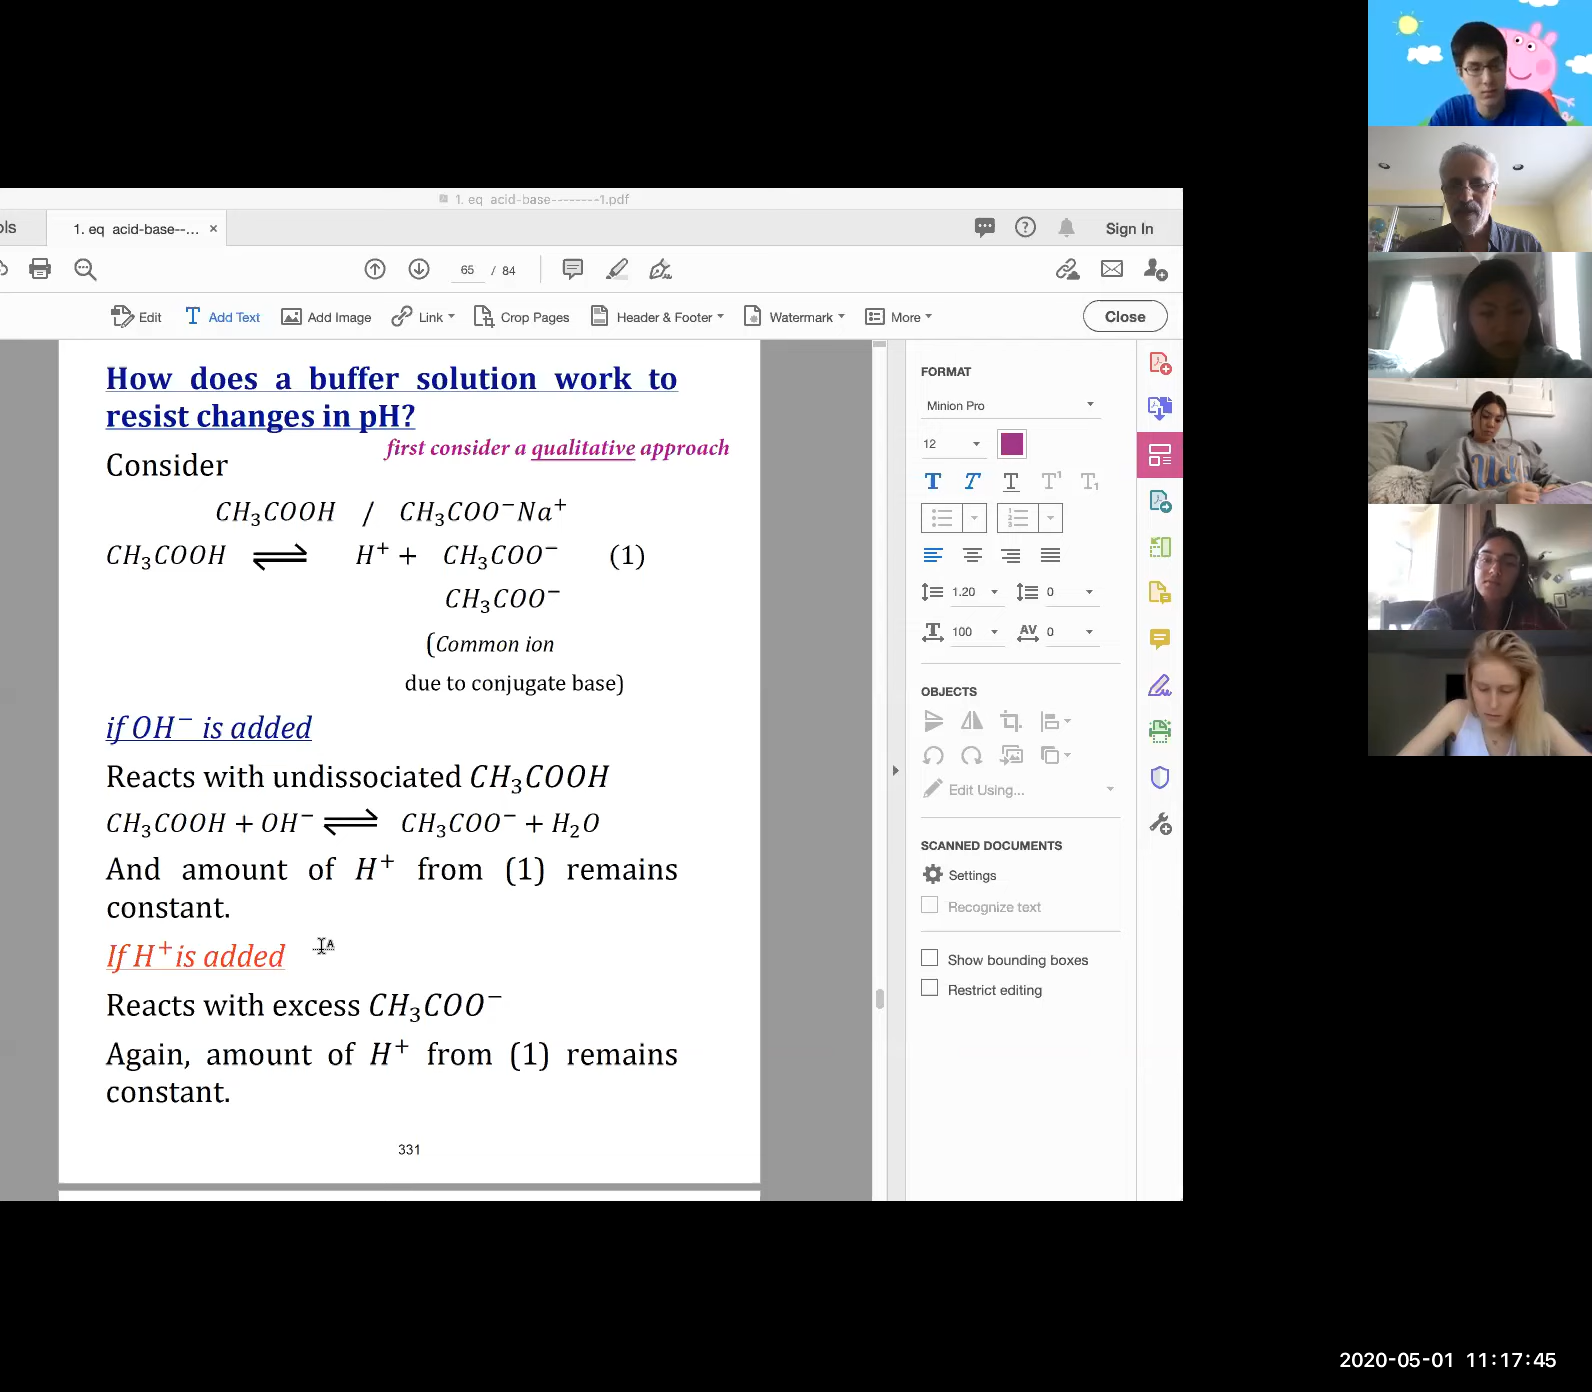 1. eq acid-base--------1.pdf
ols
1. eq acid-base--... ×
Sign In
65 / 84
Edit Add Text Add Image Link Crop Pages Header & Footer Watermark More Close
How does a buffer solution work to
resist changes in pH?
first consider a qualitative approach
Consider
CH₃COOH / CH₃COO⁻Na⁺
CH₃COOH ⇌ H⁺ + CH₃COO⁻ (1)
CH₃COO⁻
(Common ion
due to conjugate base)
if OH⁻ is added
Reacts with undissociated CH₃COOH
CH₃COOH + OH⁻ ⇌ CH₃COO⁻ + H₂O
And amount of H⁺ from (1) remains
constant.
If H⁺is added
Reacts with excess CH₃COO⁻
Again, amount of H⁺ from (1) remains
constant.
331
FORMAT
Minion Pro
12
T T T T¹ T₁
1.20 0
100 AV 0
OBJECTS
Edit Using...
SCANNED DOCUMENTS
Settings
Recognize text
Show bounding boxes
Restrict editing
2020-05-01 11:17:45